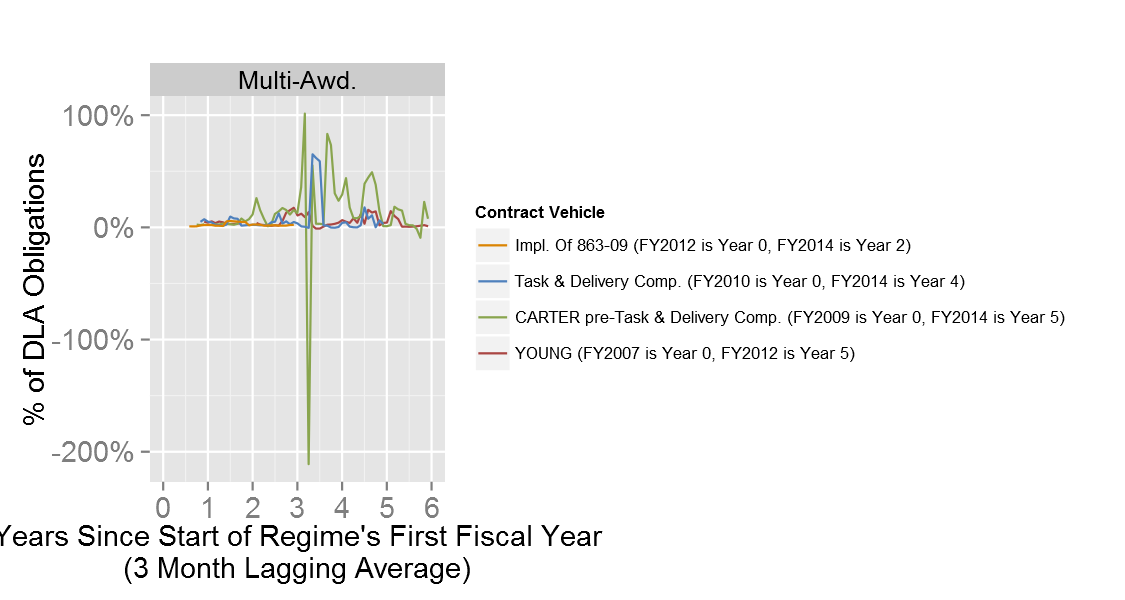 Multi-Awd.
100%
0%
-100%
-200%
% of DLA Obligations
0 1 2 3 4 5 6
Years Since Start of Regime's First Fiscal Year
(3 Month Lagging Average)
Contract Vehicle
Impl. Of 863-09 (FY2012 is Year 0, FY2014 is Year 2)
Task & Delivery Comp. (FY2010 is Year 0, FY2014 is Year 4)
CARTER pre-Task & Delivery Comp. (FY2009 is Year 0, FY2014 is Year 5)
YOUNG (FY2007 is Year 0, FY2012 is Year 5)